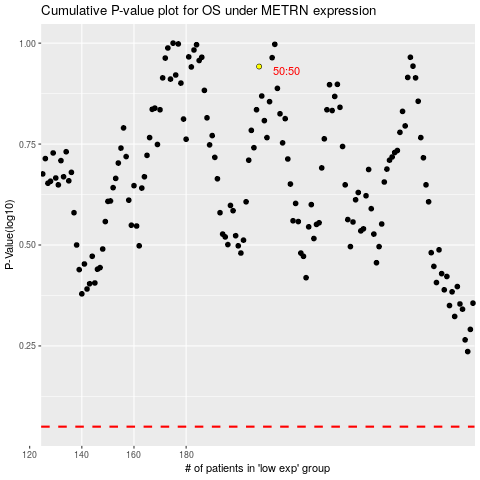 Cumulative P-value plot for OS under METRN expression
P-Value(log10)
1.00
0.75
0.50
0.25
50:50
120 140 160 180
# of patients in 'low exp' group